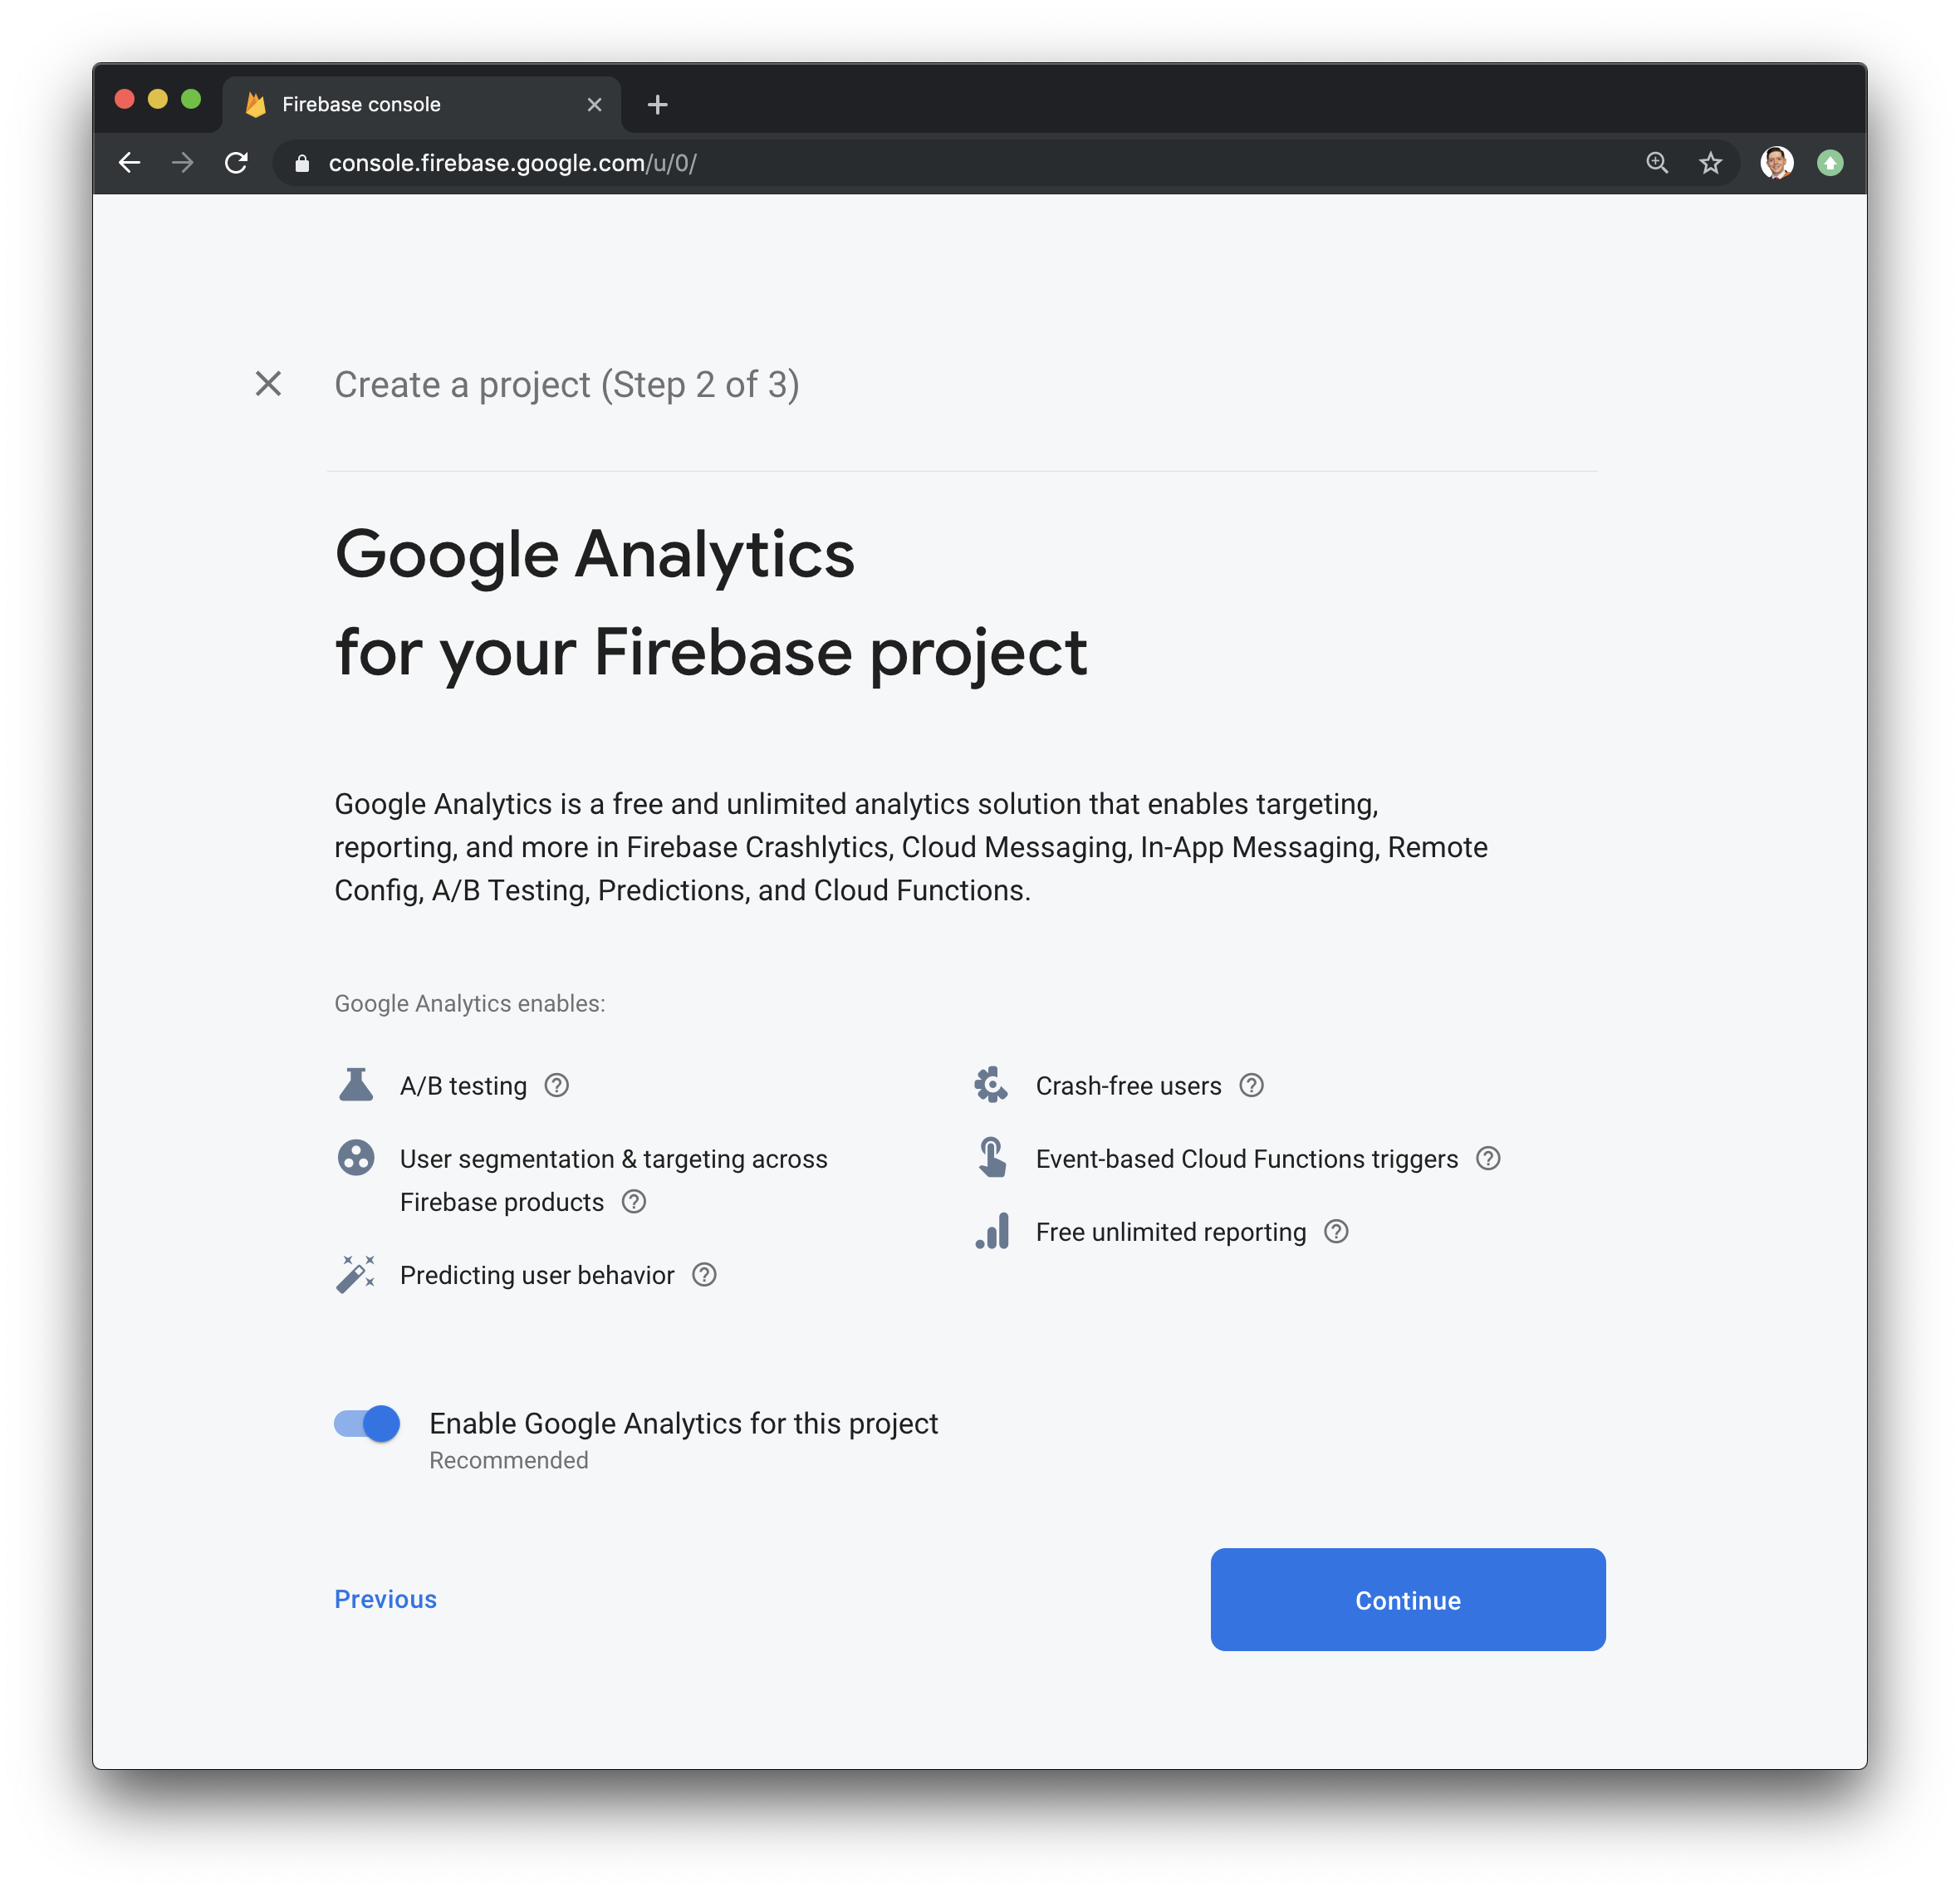 Firebase console
console.firebase.google.com/u/0/
Create a project (Step 2 of 3)
Google Analytics
for your Firebase project
Google Analytics is a free and unlimited analytics solution that enables targeting,
reporting, and more in Firebase Crashlytics, Cloud Messaging, In-App Messaging, Remote
Config, A/B Testing, Predictions, and Cloud Functions.
Google Analytics enables:
A/B testing
User segmentation & targeting across
Firebase products
Predicting user behavior
Crash-free users
Event-based Cloud Functions triggers
Free unlimited reporting
Enable Google Analytics for this project
Recommended
Previous
Continue